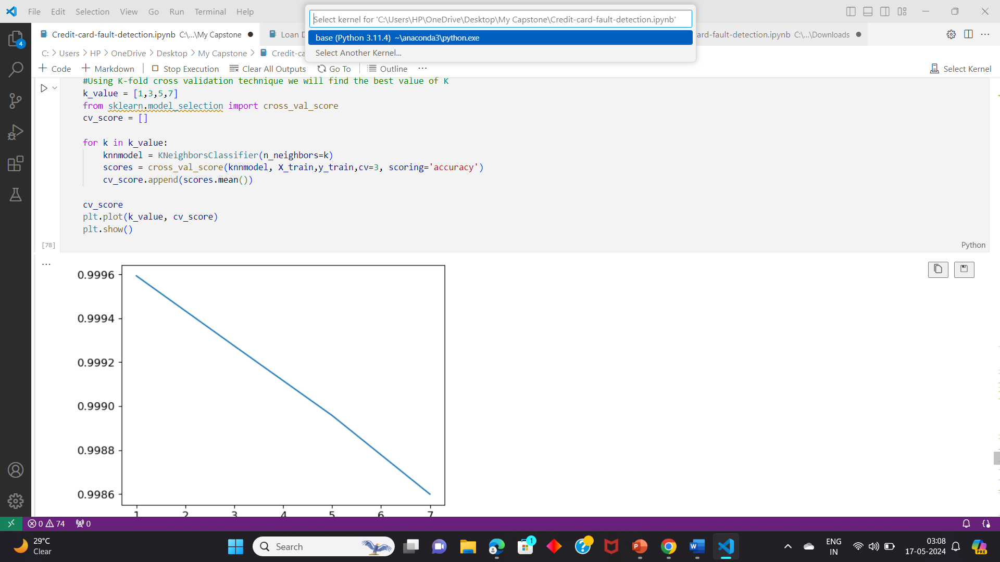 File Edit Selection View Go Run Terminal Help
Select kernel for 'C:\Users\HP\OneDrive\Desktop\My Capstone\Credit-card-fault-detection.ipynb'
base (Python 3.11.4) ~\anaconda3\python.exe
Select Another Kernel...
Credit-card-fault-detection.ipynb C:\...\My Capstone
Loan
ard-fault-detection.ipynb C:\...\Downloads
4
C: > Users > HP > OneDrive > Desktop > My Capstone > Credit-ca
+ Code + Markdown Stop Execution Clear All Outputs Go To Outline ... Select Kernel
#Using K-fold cross validation technique we will find the best value of K
k_value = [1,3,5,7]
from sklearn.model_selection import cross_val_score
cv_score = []
for k in k_value:
knnmodel = KNeighborsClassifier(n_neighbors=k)
scores = cross_val_score(knnmodel, X_train,y_train,cv=3, scoring='accuracy')
cv_score.append(scores.mean())
cv_score
plt.plot(k_value, cv_score)
plt.show()
[78] Python
...
0.9996
0.9994
0.9992
0.9990
0.9988
0.9986
1 2 3 4 5 6 7
0 74 0
29°C
Clear
Search
1
ENG
IN
03:08
17-05-2024
PRE